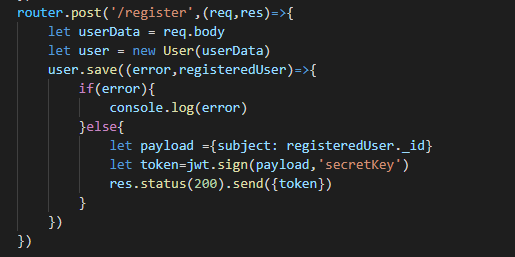 router.post('/register',(req,res)=>{
    let userData = req.body
    let user = new User(userData)
    user.save((error,registeredUser)=>{
        if(error){
            console.log(error)
        }else{
            let payload ={subject: registeredUser._id}
            let token=jwt.sign(payload,'secretKey')
            res.status(200).send({token})
        }
    })
})